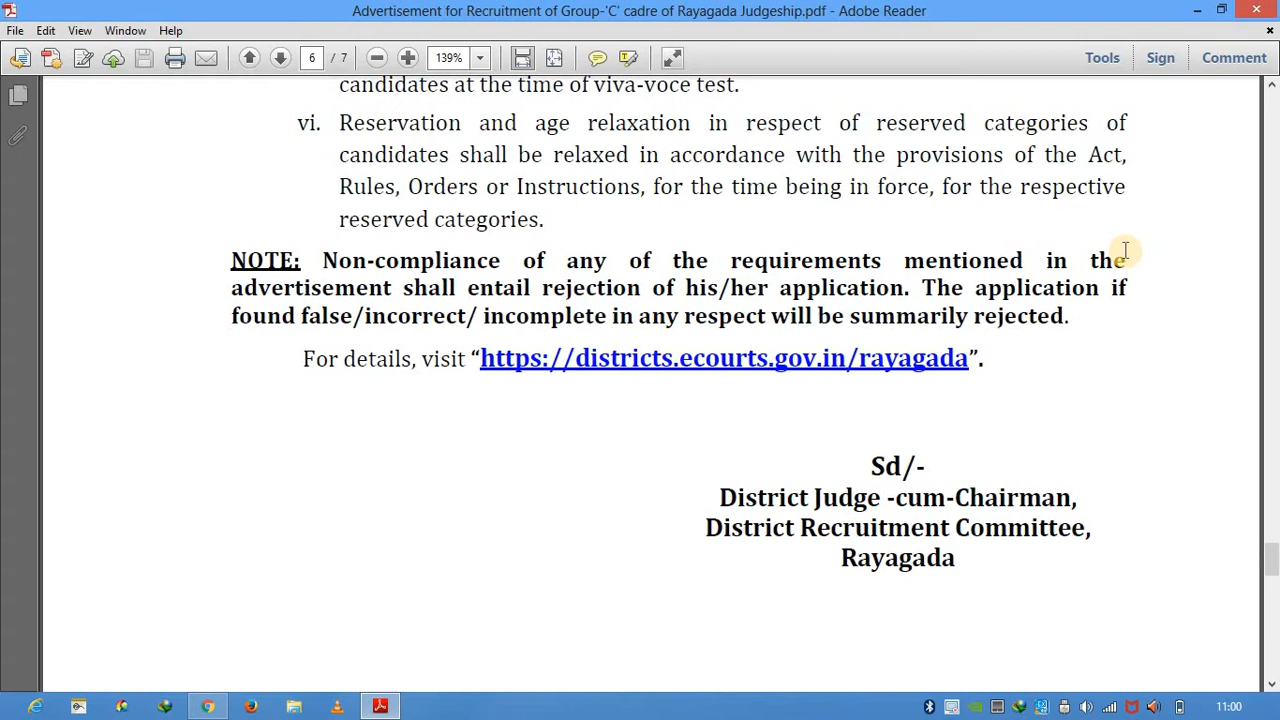 Advertisement for Recruitment of Group-'C' cadre of Rayagada Judgeship.pdf - Adobe Reader
File Edit View Window Help
6 / 7 139% Tools Sign Comment
candidates at the time of viva-voce test.
vi. Reservation and age relaxation in respect of reserved categories of
candidates shall be relaxed in accordance with the provisions of the Act,
Rules, Orders or Instructions, for the time being in force, for the respective
reserved categories.
NOTE: Non-compliance of any of the requirements mentioned in the
advertisement shall entail rejection of his/her application. The application if
found false/incorrect/ incomplete in any respect will be summarily rejected.
For details, visit “https://districts.ecourts.gov.in/rayagada”.
Sd/-
District Judge -cum-Chairman,
District Recruitment Committee,
Rayagada
11:00